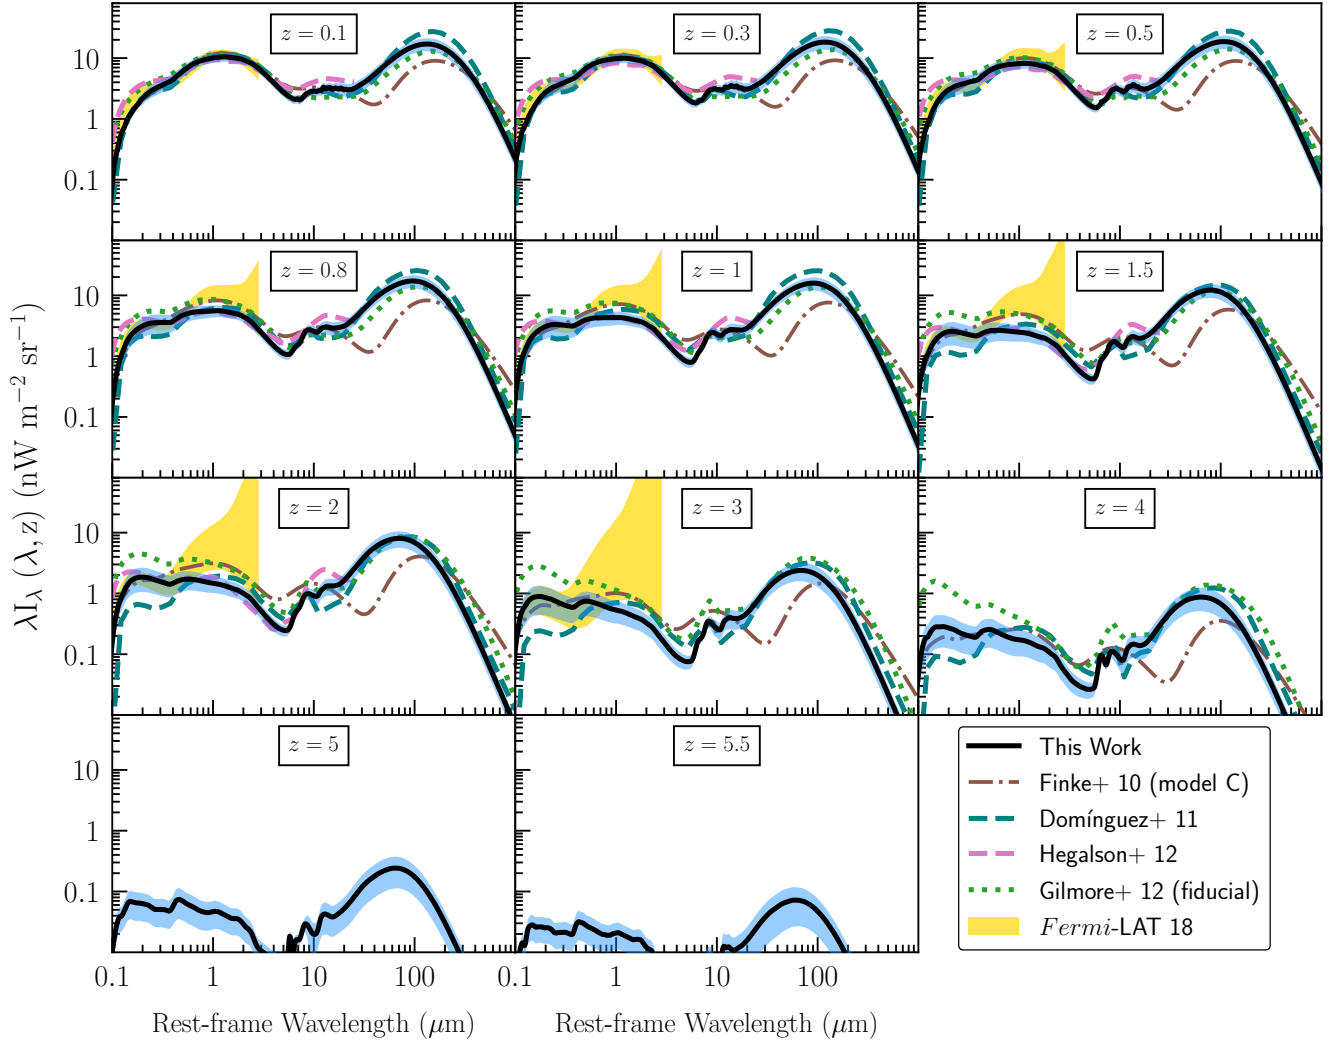 z = 0.1
z = 0.3
z = 0.5
10
1
0.1
z = 0.8
z = 1
z = 1.5
10
1
0.1
z = 2
z = 3
z = 4
10
1
0.1
z = 5
z = 5.5
10
1
0.1
λI_λ (λ, z) (nW m⁻² sr⁻¹)
This Work
Finke+ 10 (model C)
Domínguez+ 11
Hegalson+ 12
Gilmore+ 12 (fiducial)
Fermi-LAT 18
0.1 1 10 100 0.1 1 10 100
Rest-frame Wavelength (μm) Rest-frame Wavelength (μm)